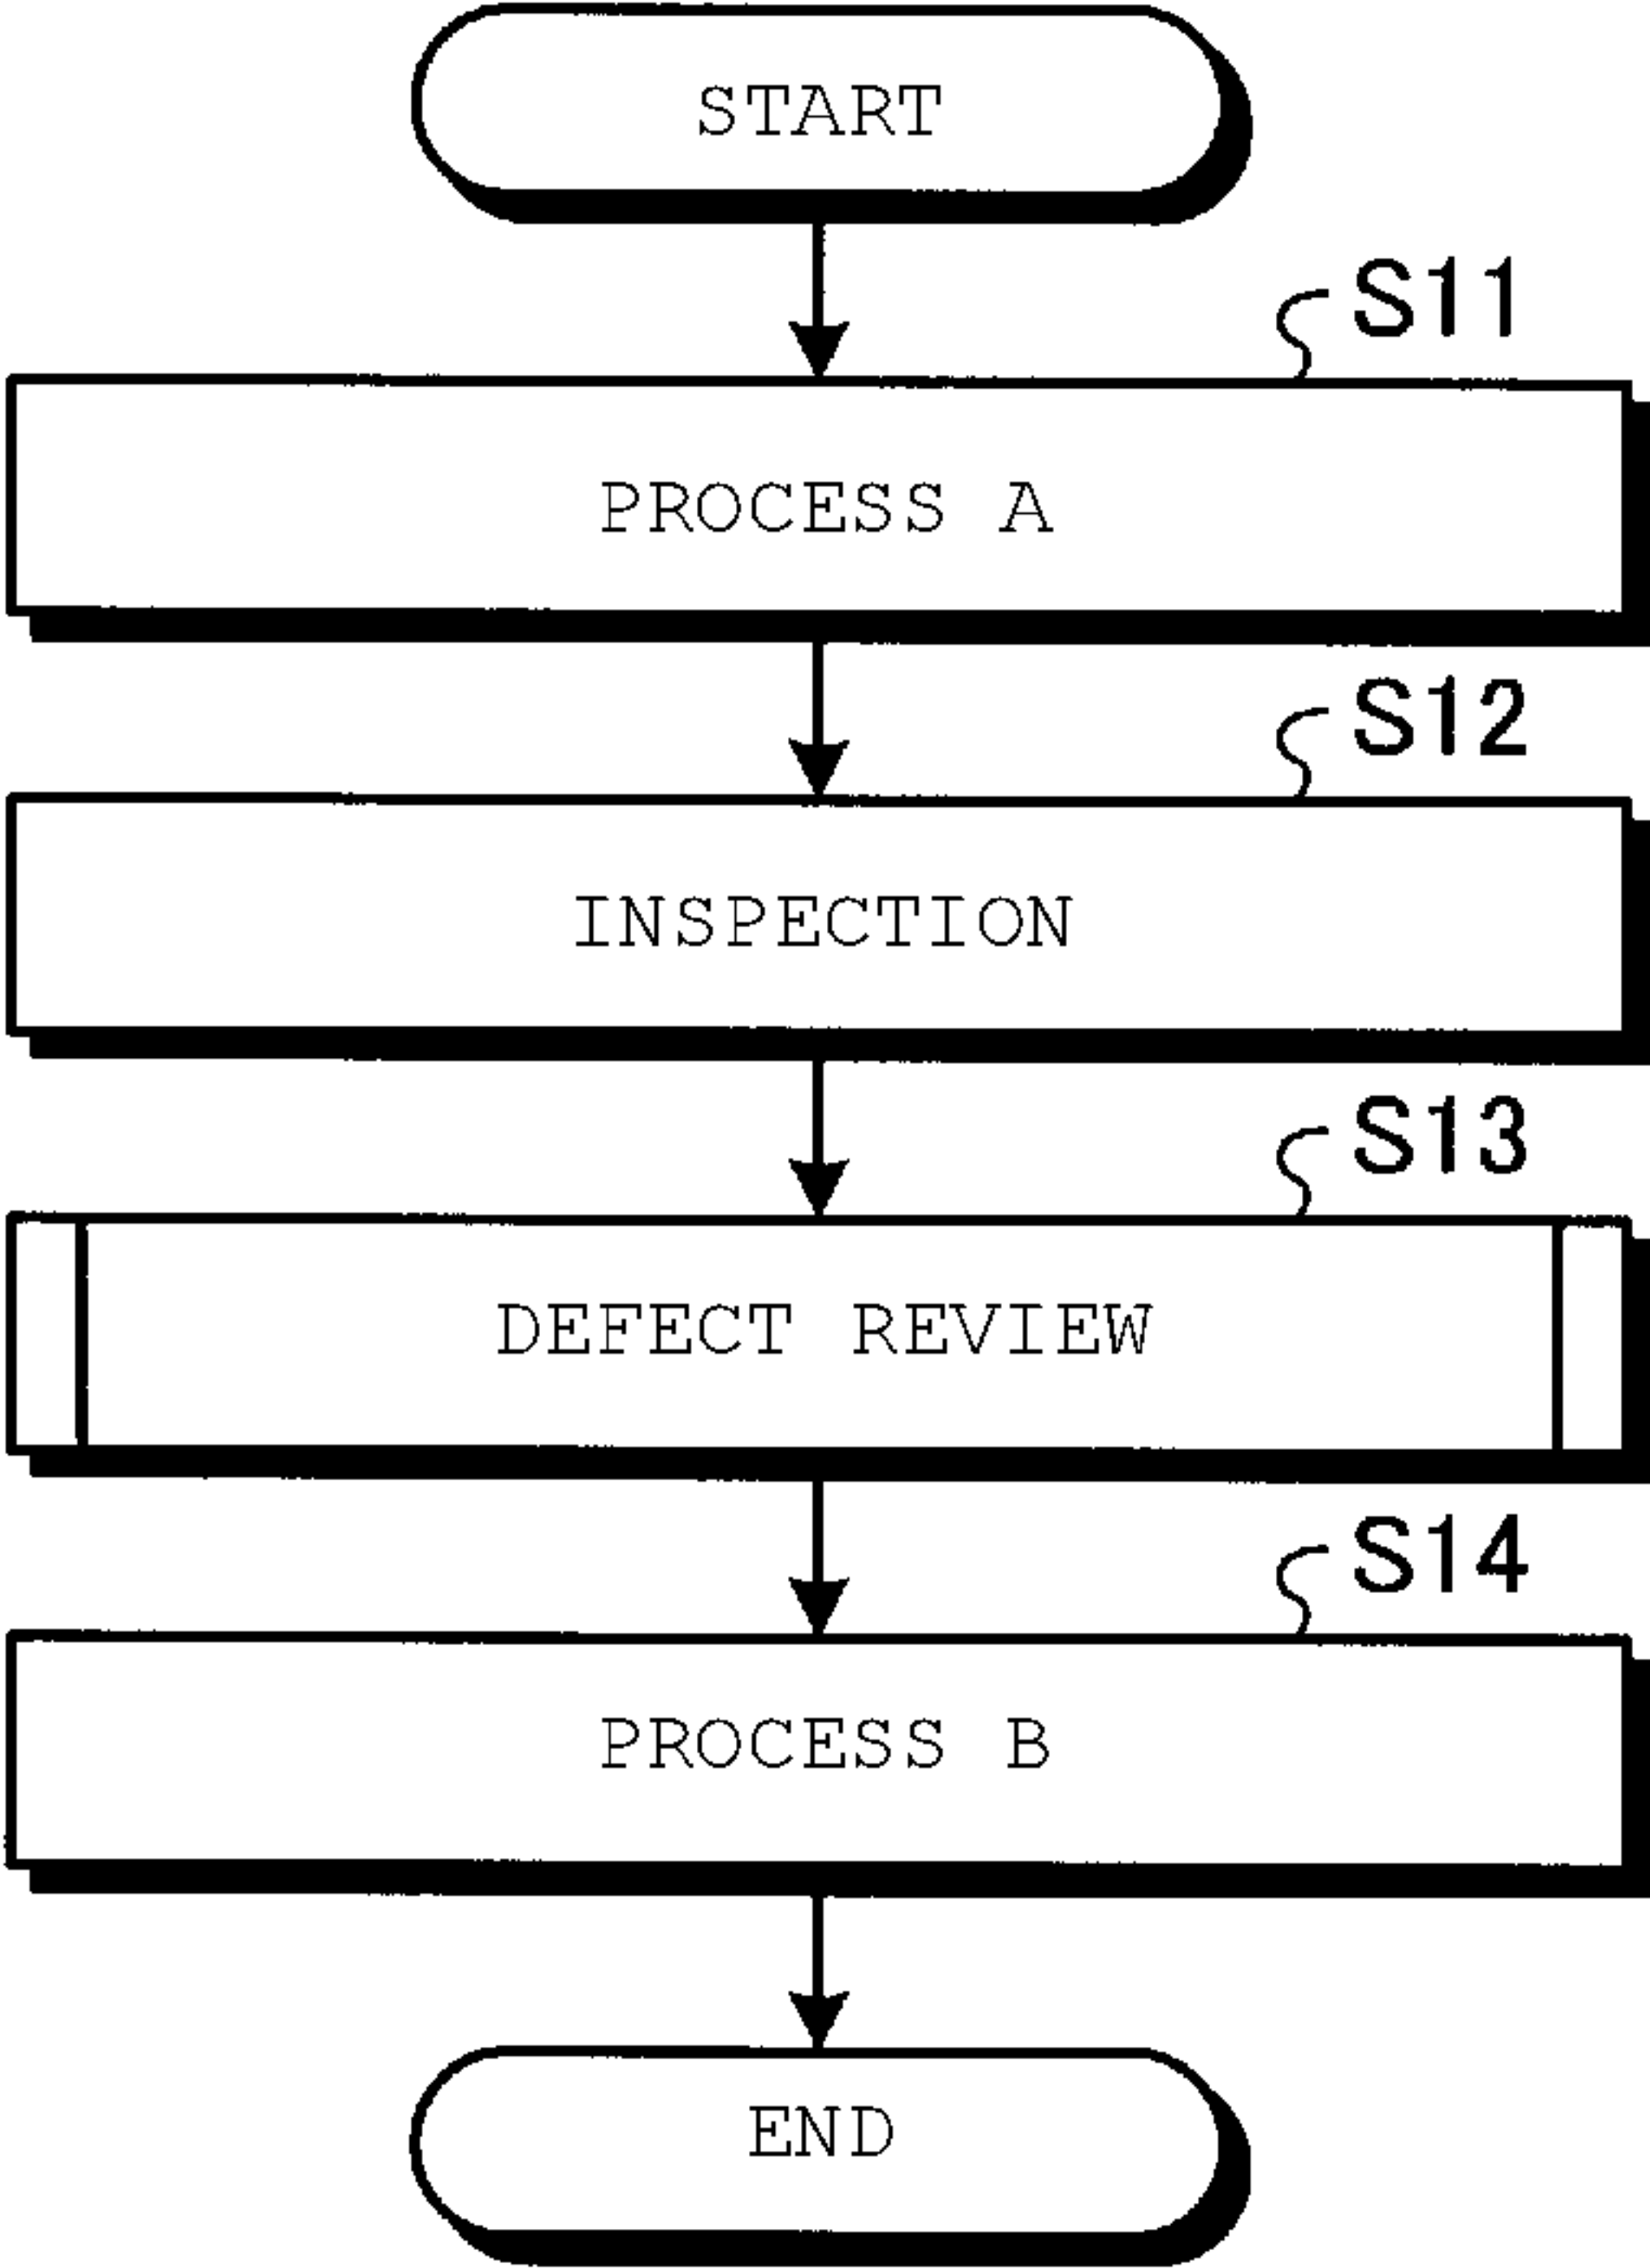 START
S11
PROCESS A
S12
INSPECTION
S13
DEFECT REVIEW
S14
PROCESS B
END